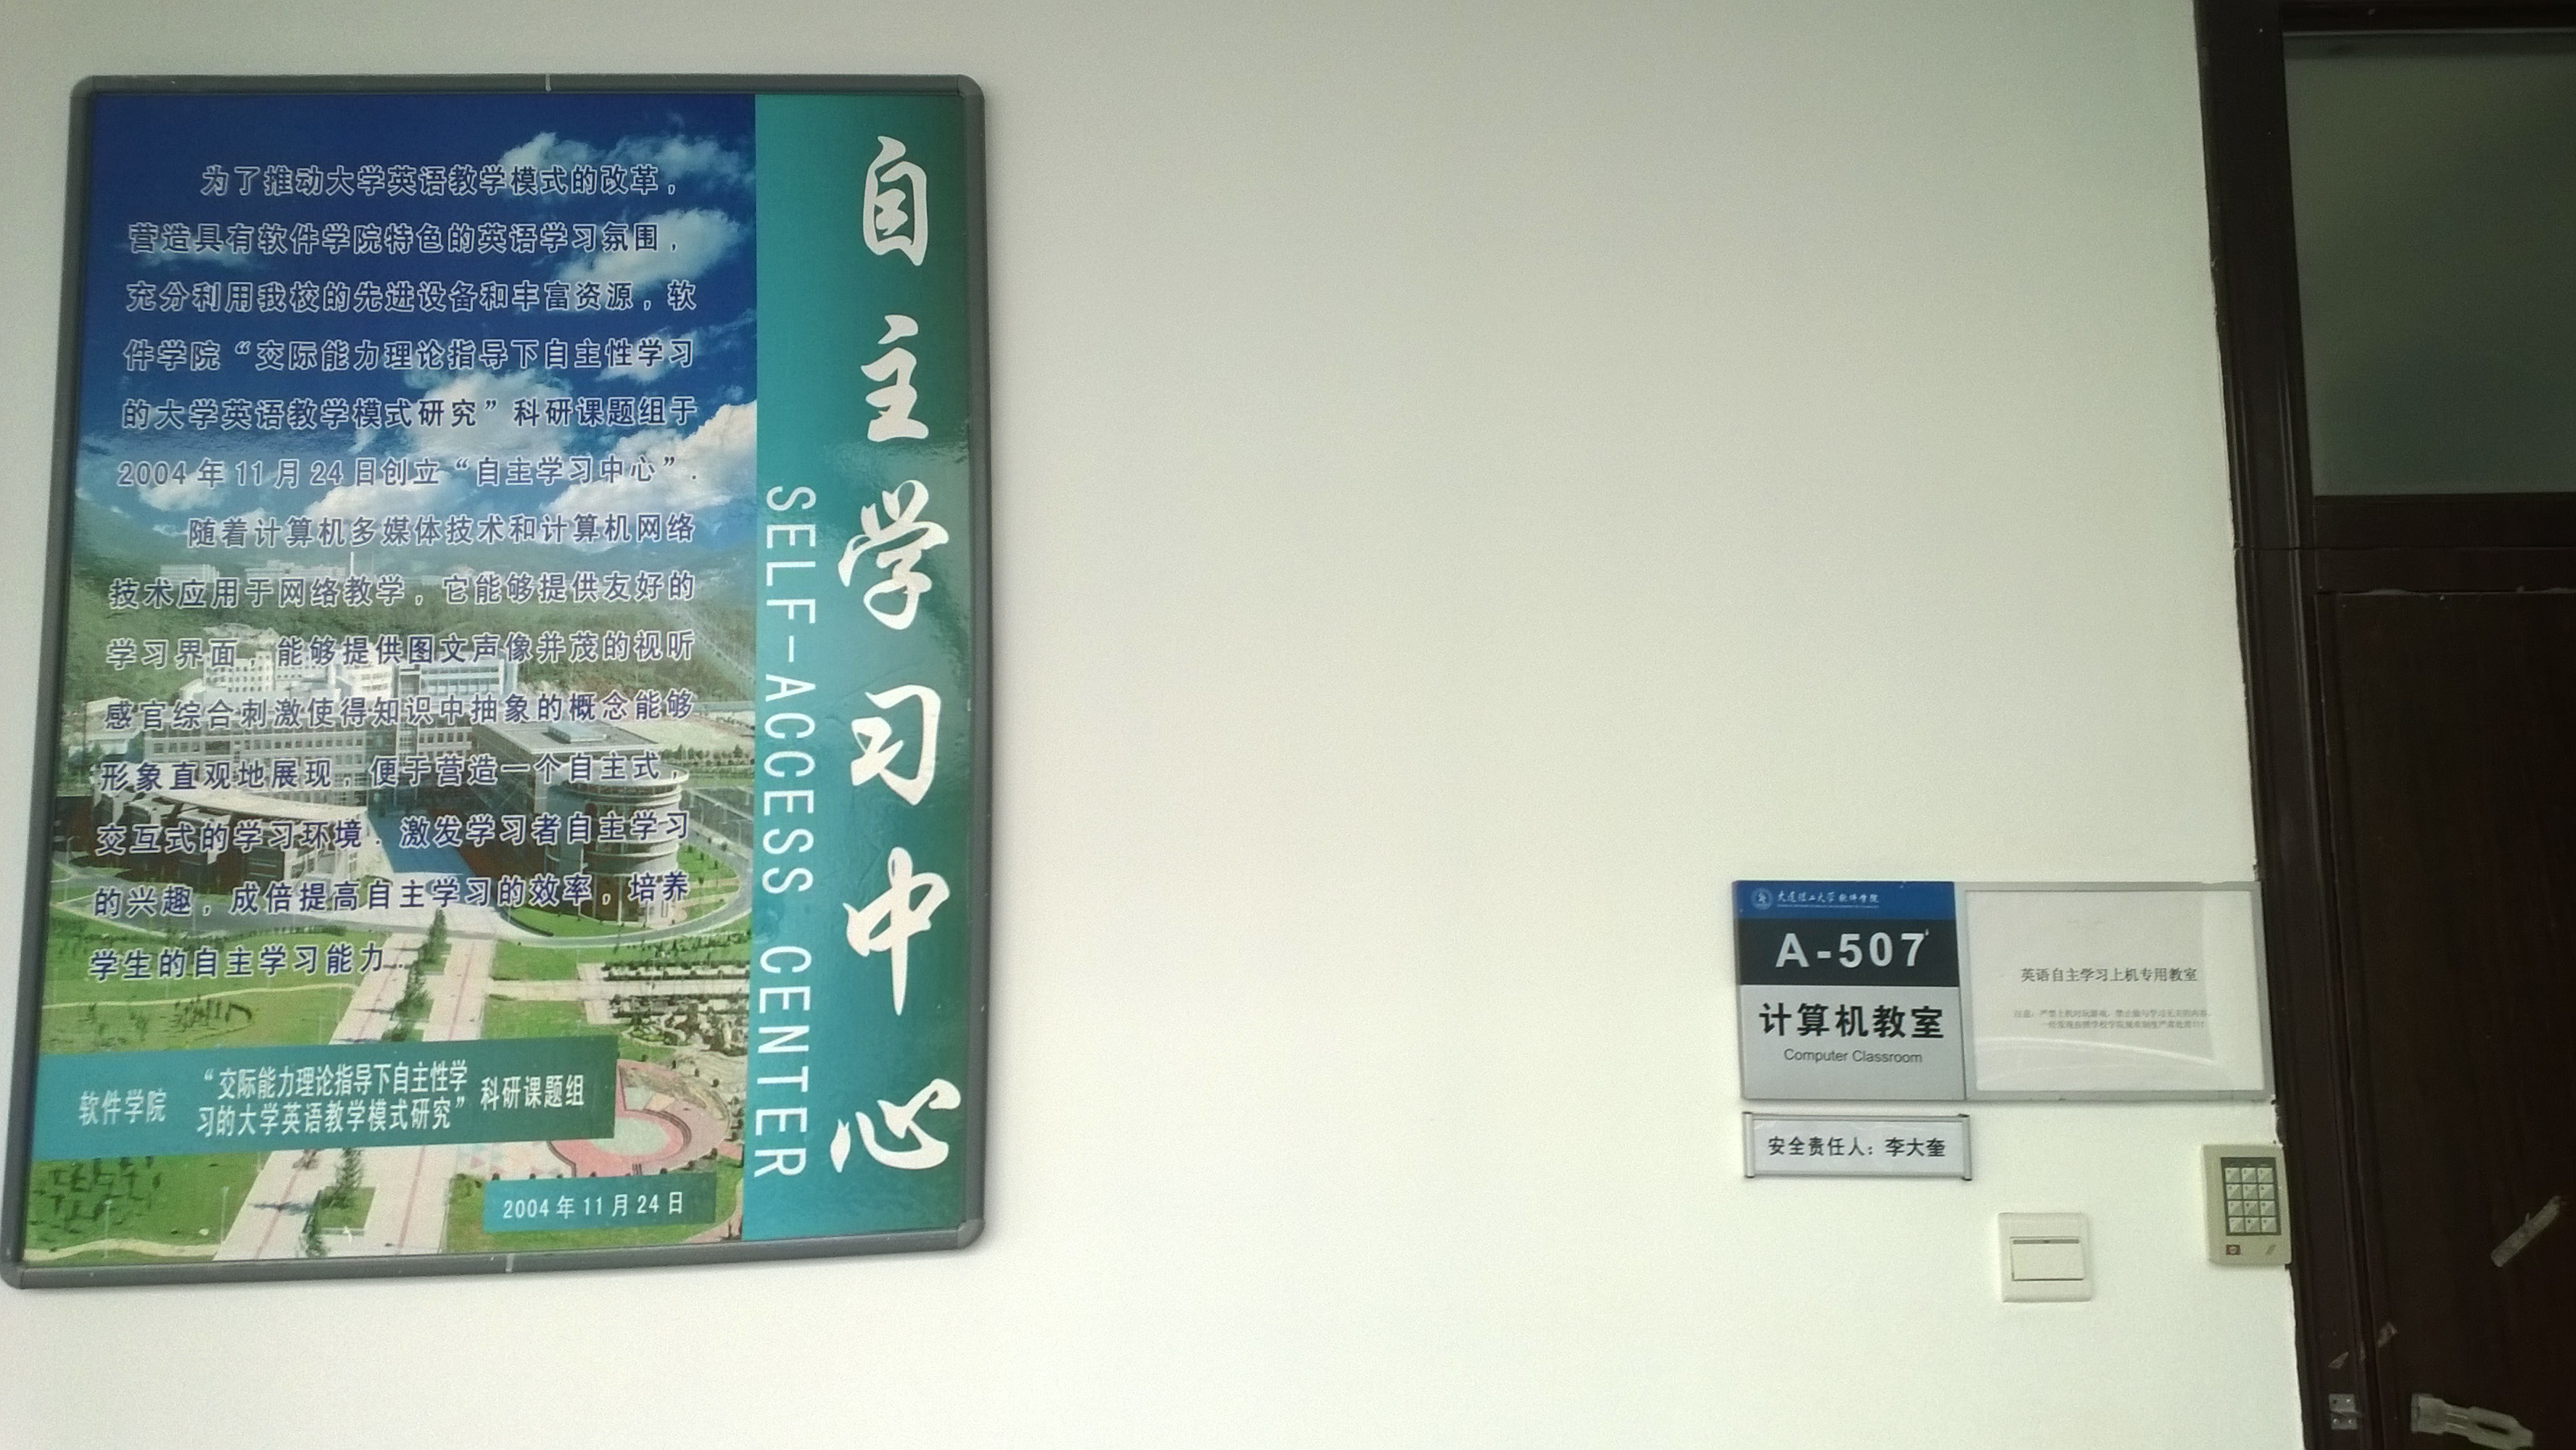 为了推动大学英语教学模式的改革，
营造具有软件学院特色的英语学习氛围，
充分利用我校的先进设备和丰富资源，软
件学院“交际能力理论指导下自主性学习
的大学英语教学模式研究”科研课题组于
2004年11月24日创立“自主学习中心”.
随着计算机多媒体技术和计算机网络
技术应用于网络教学，它能够提供友好的
学习界面，能够提供图文声像并茂的视听
感官综合刺激使得知识中抽象的概念能够
形象直观地展现，便于营造一个自主式，
交互式的学习环境．激发学习者自主学习
的兴趣，成倍提高自主学习的效率，培养
学生的自主学习能力．
软件学院
“交际能力理论指导下自主性学
习的大学英语教学模式研究”
科研课题组
2004年11月24日
自主学习中心
SELF-ACCESS CENTER
大连理工大学软件学院
A-507
计算机教室
Computer Classroom
英语自主学习上机专用教室
安全责任人：李大奎